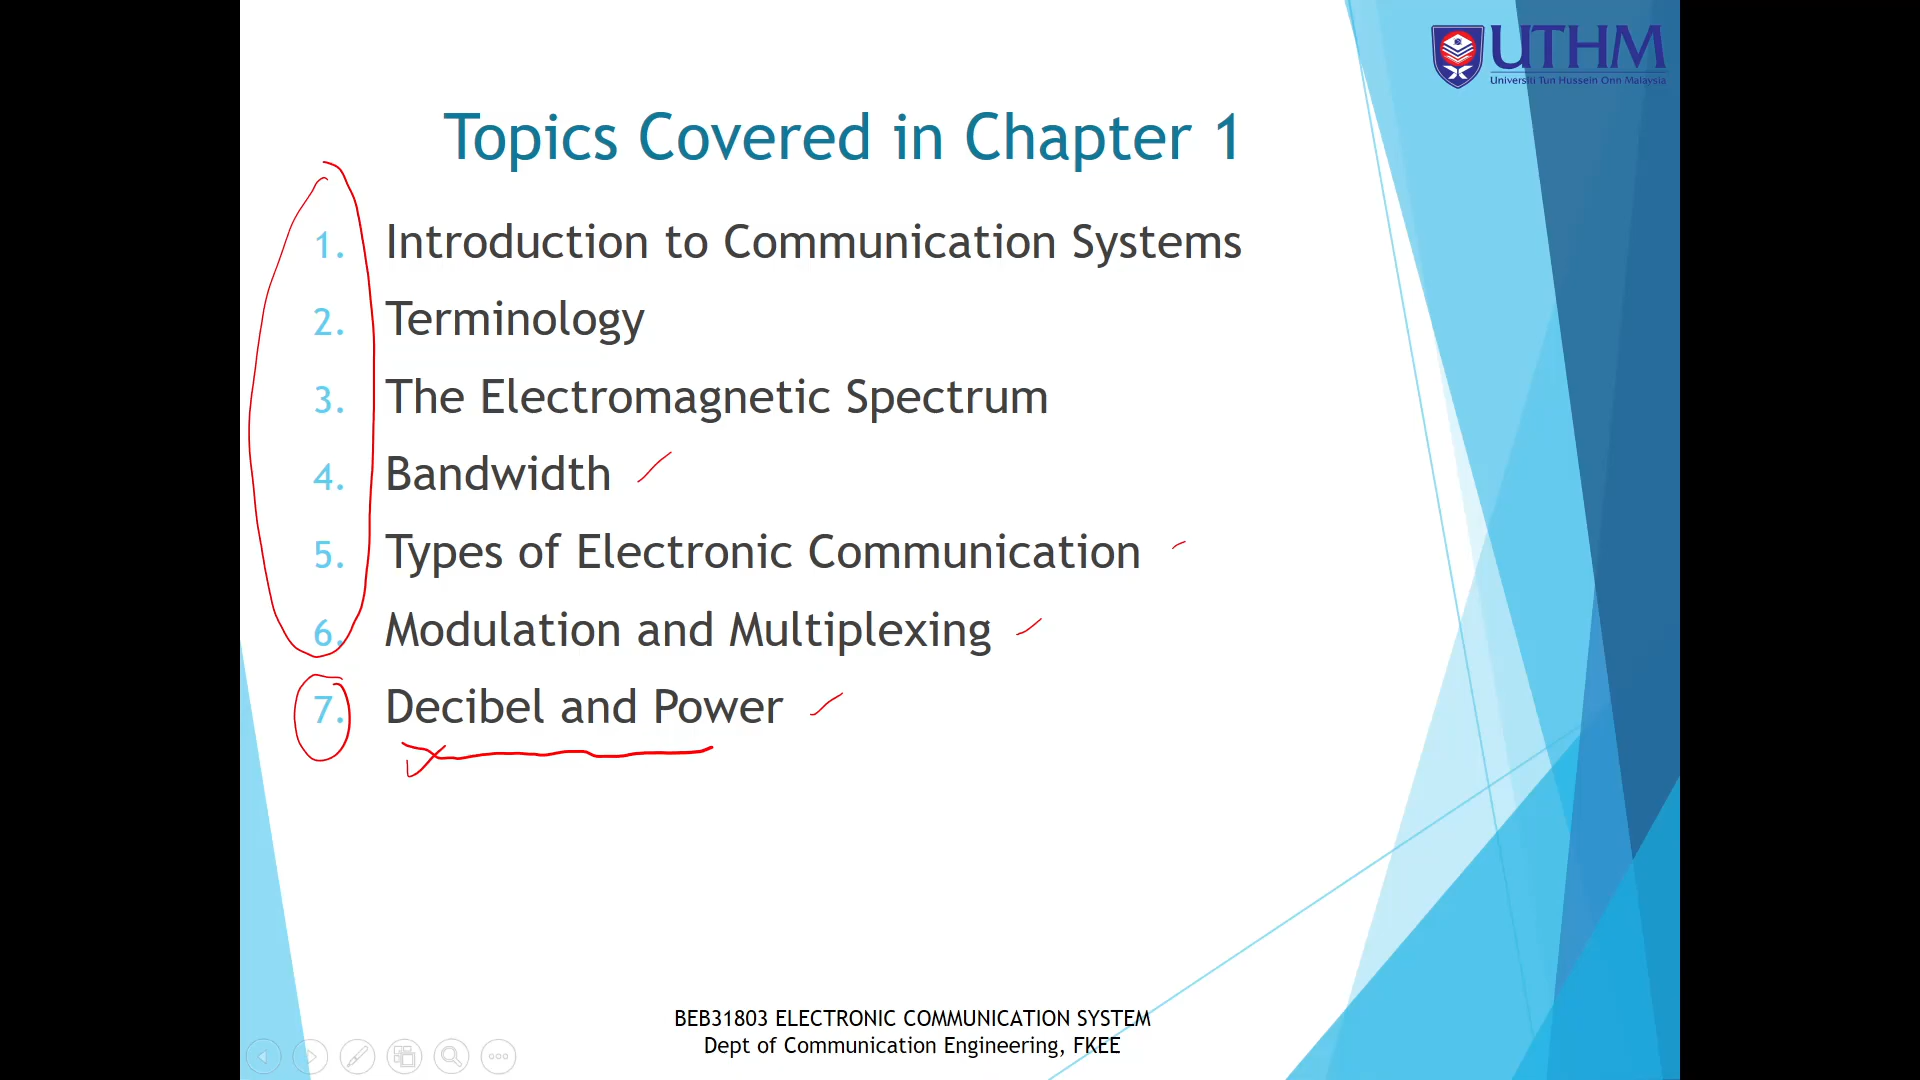 UTHM
Universiti Tun Hussein Onn Malaysia
Topics Covered in Chapter 1
1. Introduction to Communication Systems
2. Terminology
3. The Electromagnetic Spectrum
4. Bandwidth
5. Types of Electronic Communication
6. Modulation and Multiplexing
7. Decibel and Power
BEB31803 ELECTRONIC COMMUNICATION SYSTEM
Dept of Communication Engineering, FKEE